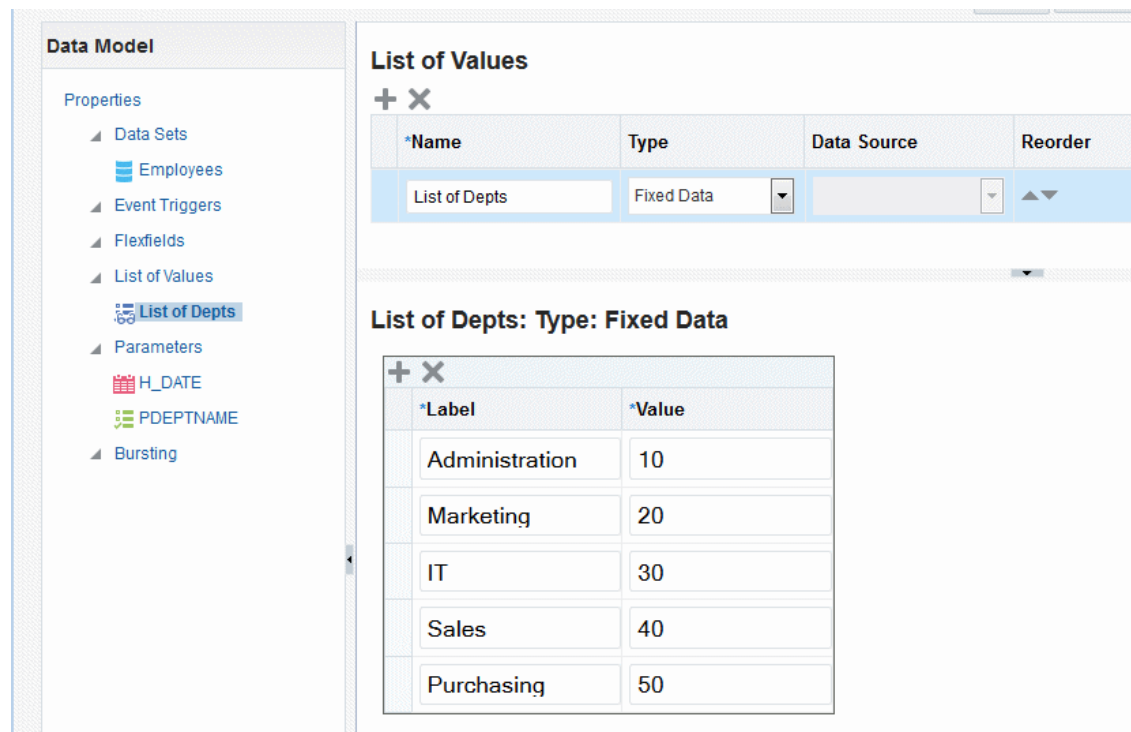 Data Model
Properties
Data Sets
Employees
Event Triggers
Flexfields
List of Values
List of Depts
Parameters
H_DATE
PDEPTNAME
Bursting
List of Values
*Name Type Data Source Reorder
List of Depts Fixed Data
List of Depts: Type: Fixed Data
*Label *Value
Administration 10
Marketing 20
IT 30
Sales 40
Purchasing 50